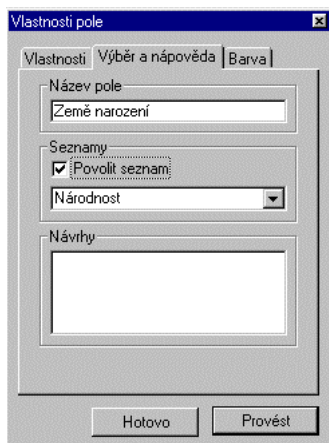 Vlastnosti pole
Vlastnosti Výběr a nápověda Barva
Název pole
Země narození
Seznamy
Povolit seznam
Národnost
Návrhy
Hotovo Provést